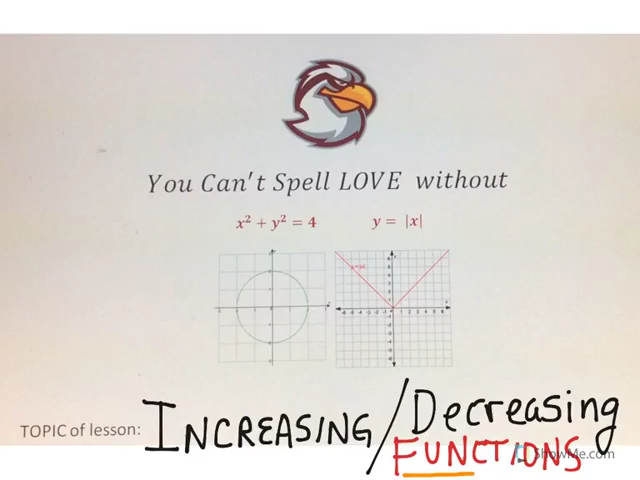 You Can't Spell LOVE without
x² + y² = 4 y = |x|
TOPIC of lesson: INCREASING/Decreasing
FUNCTIONS
ShowMe.com